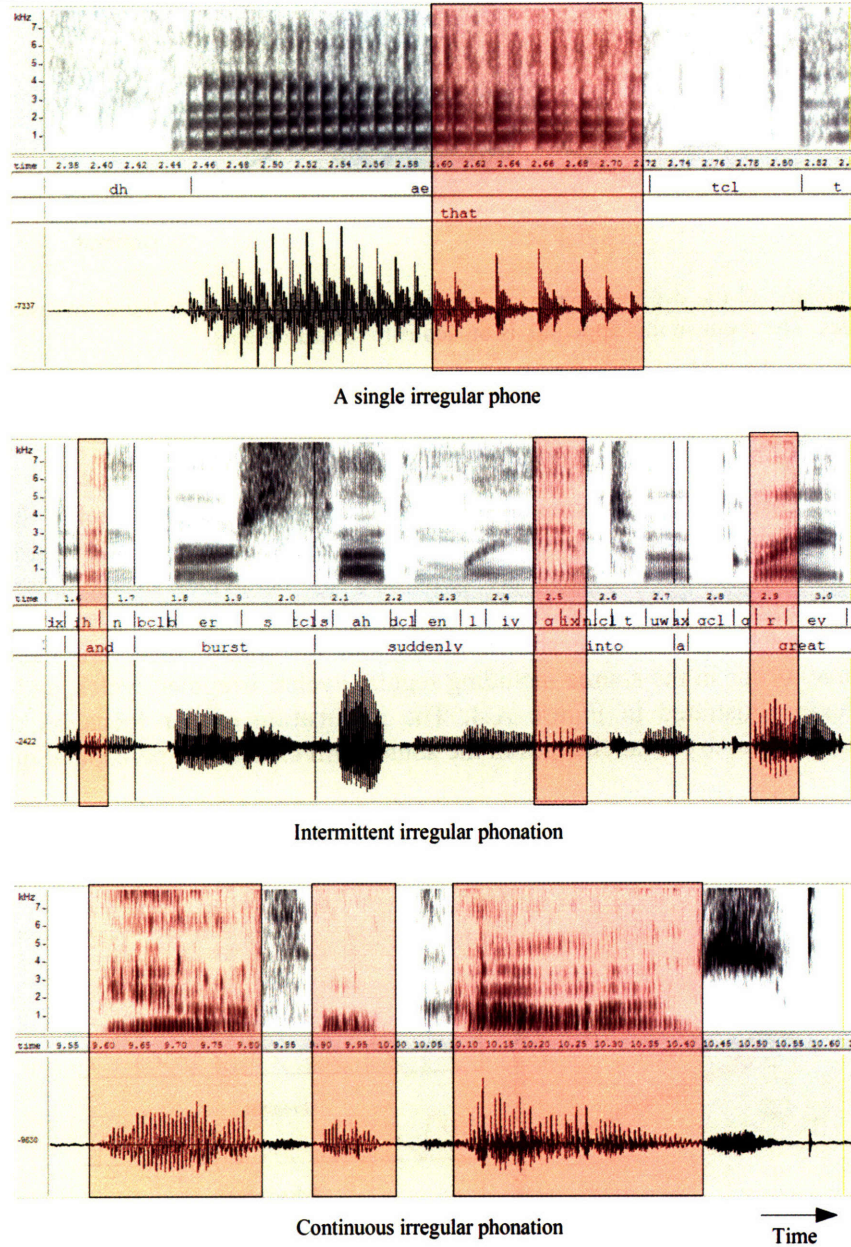 kHz
7
6
5
4
3
2
1
time 2.38 2.40 2.42 2.44 2.46 2.48 2.50 2.52 2.54 2.56 2.58 2.60 2.62 2.64 2.66 2.68 2.70 2.72 2.74 2.76 2.78 2.80 2.82 2.84
dh ae tcl t
that
-7337
A single irregular phone
kHz
7
6
5
4
3
2
1
time 1.6 1.7 1.8 1.9 2.0 2.1 2.2 2.3 2.4 2.5 2.6 2.7 2.8 2.9 3.0
ix ih n bcl b er s tcl s ah dcl en l iy q ix n cl t uw ax gcl g r ey
and burst suddenly into a great
-2422
Intermittent irregular phonation
kHz
7
6
5
4
3
2
1
time 9.55 9.60 9.65 9.70 9.75 9.80 9.85 9.90 9.95 10.00 10.05 10.10 10.15 10.20 10.25 10.30 10.35 10.40 10.45 10.50 10.55 10.60
-9630
Continuous irregular phonation
Time